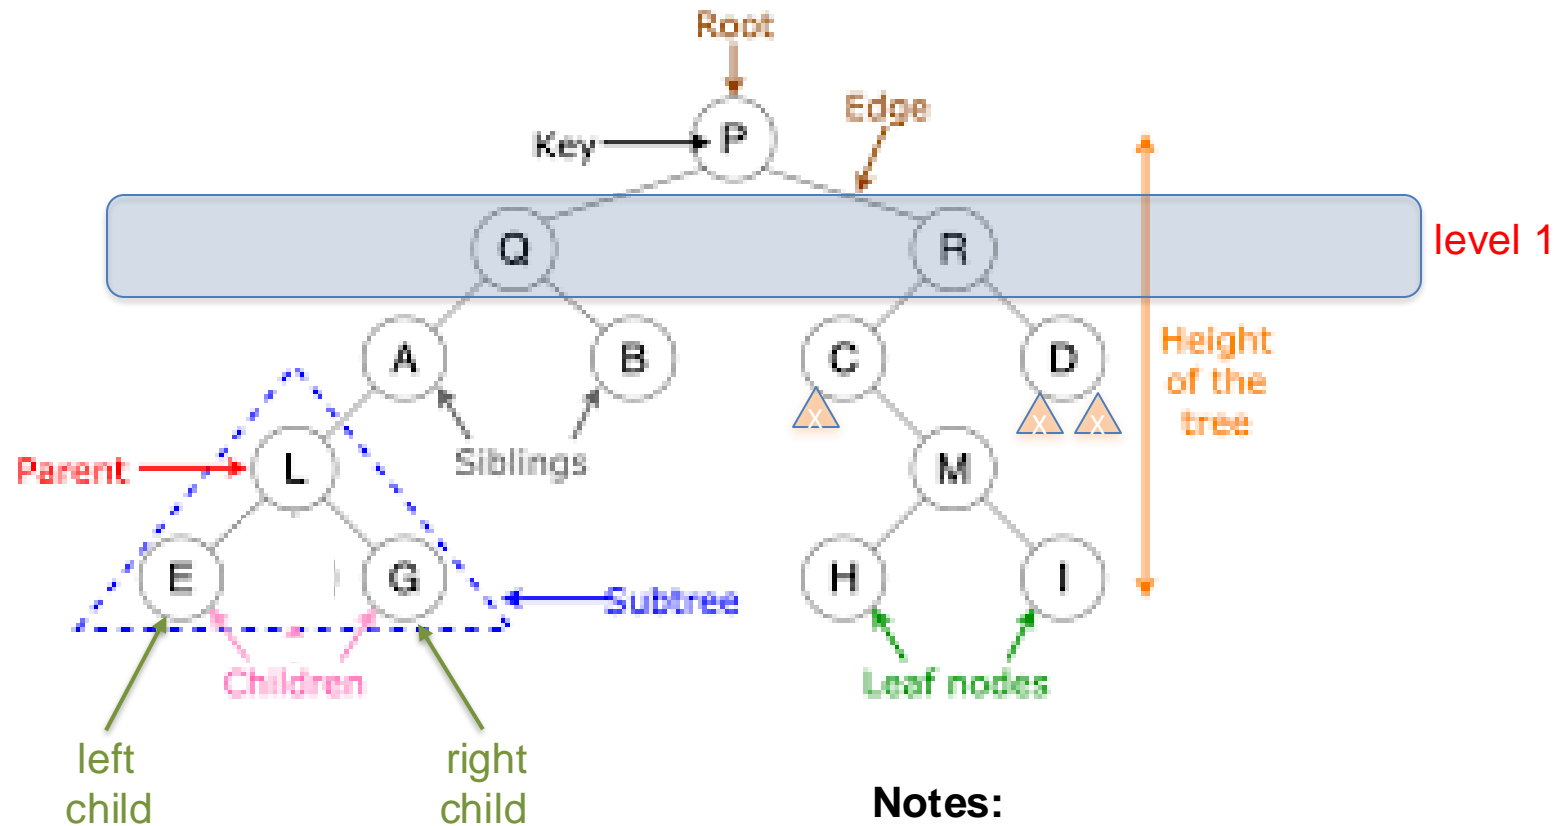 Root
Edge
Key
P
Q
R
level 1
A
B
C
D
Height
of the
tree
x
x
x
Parent
L
Siblings
M
E
G
H
I
Subtree
Children
Leaf nodes
left
child
right
child
Notes: